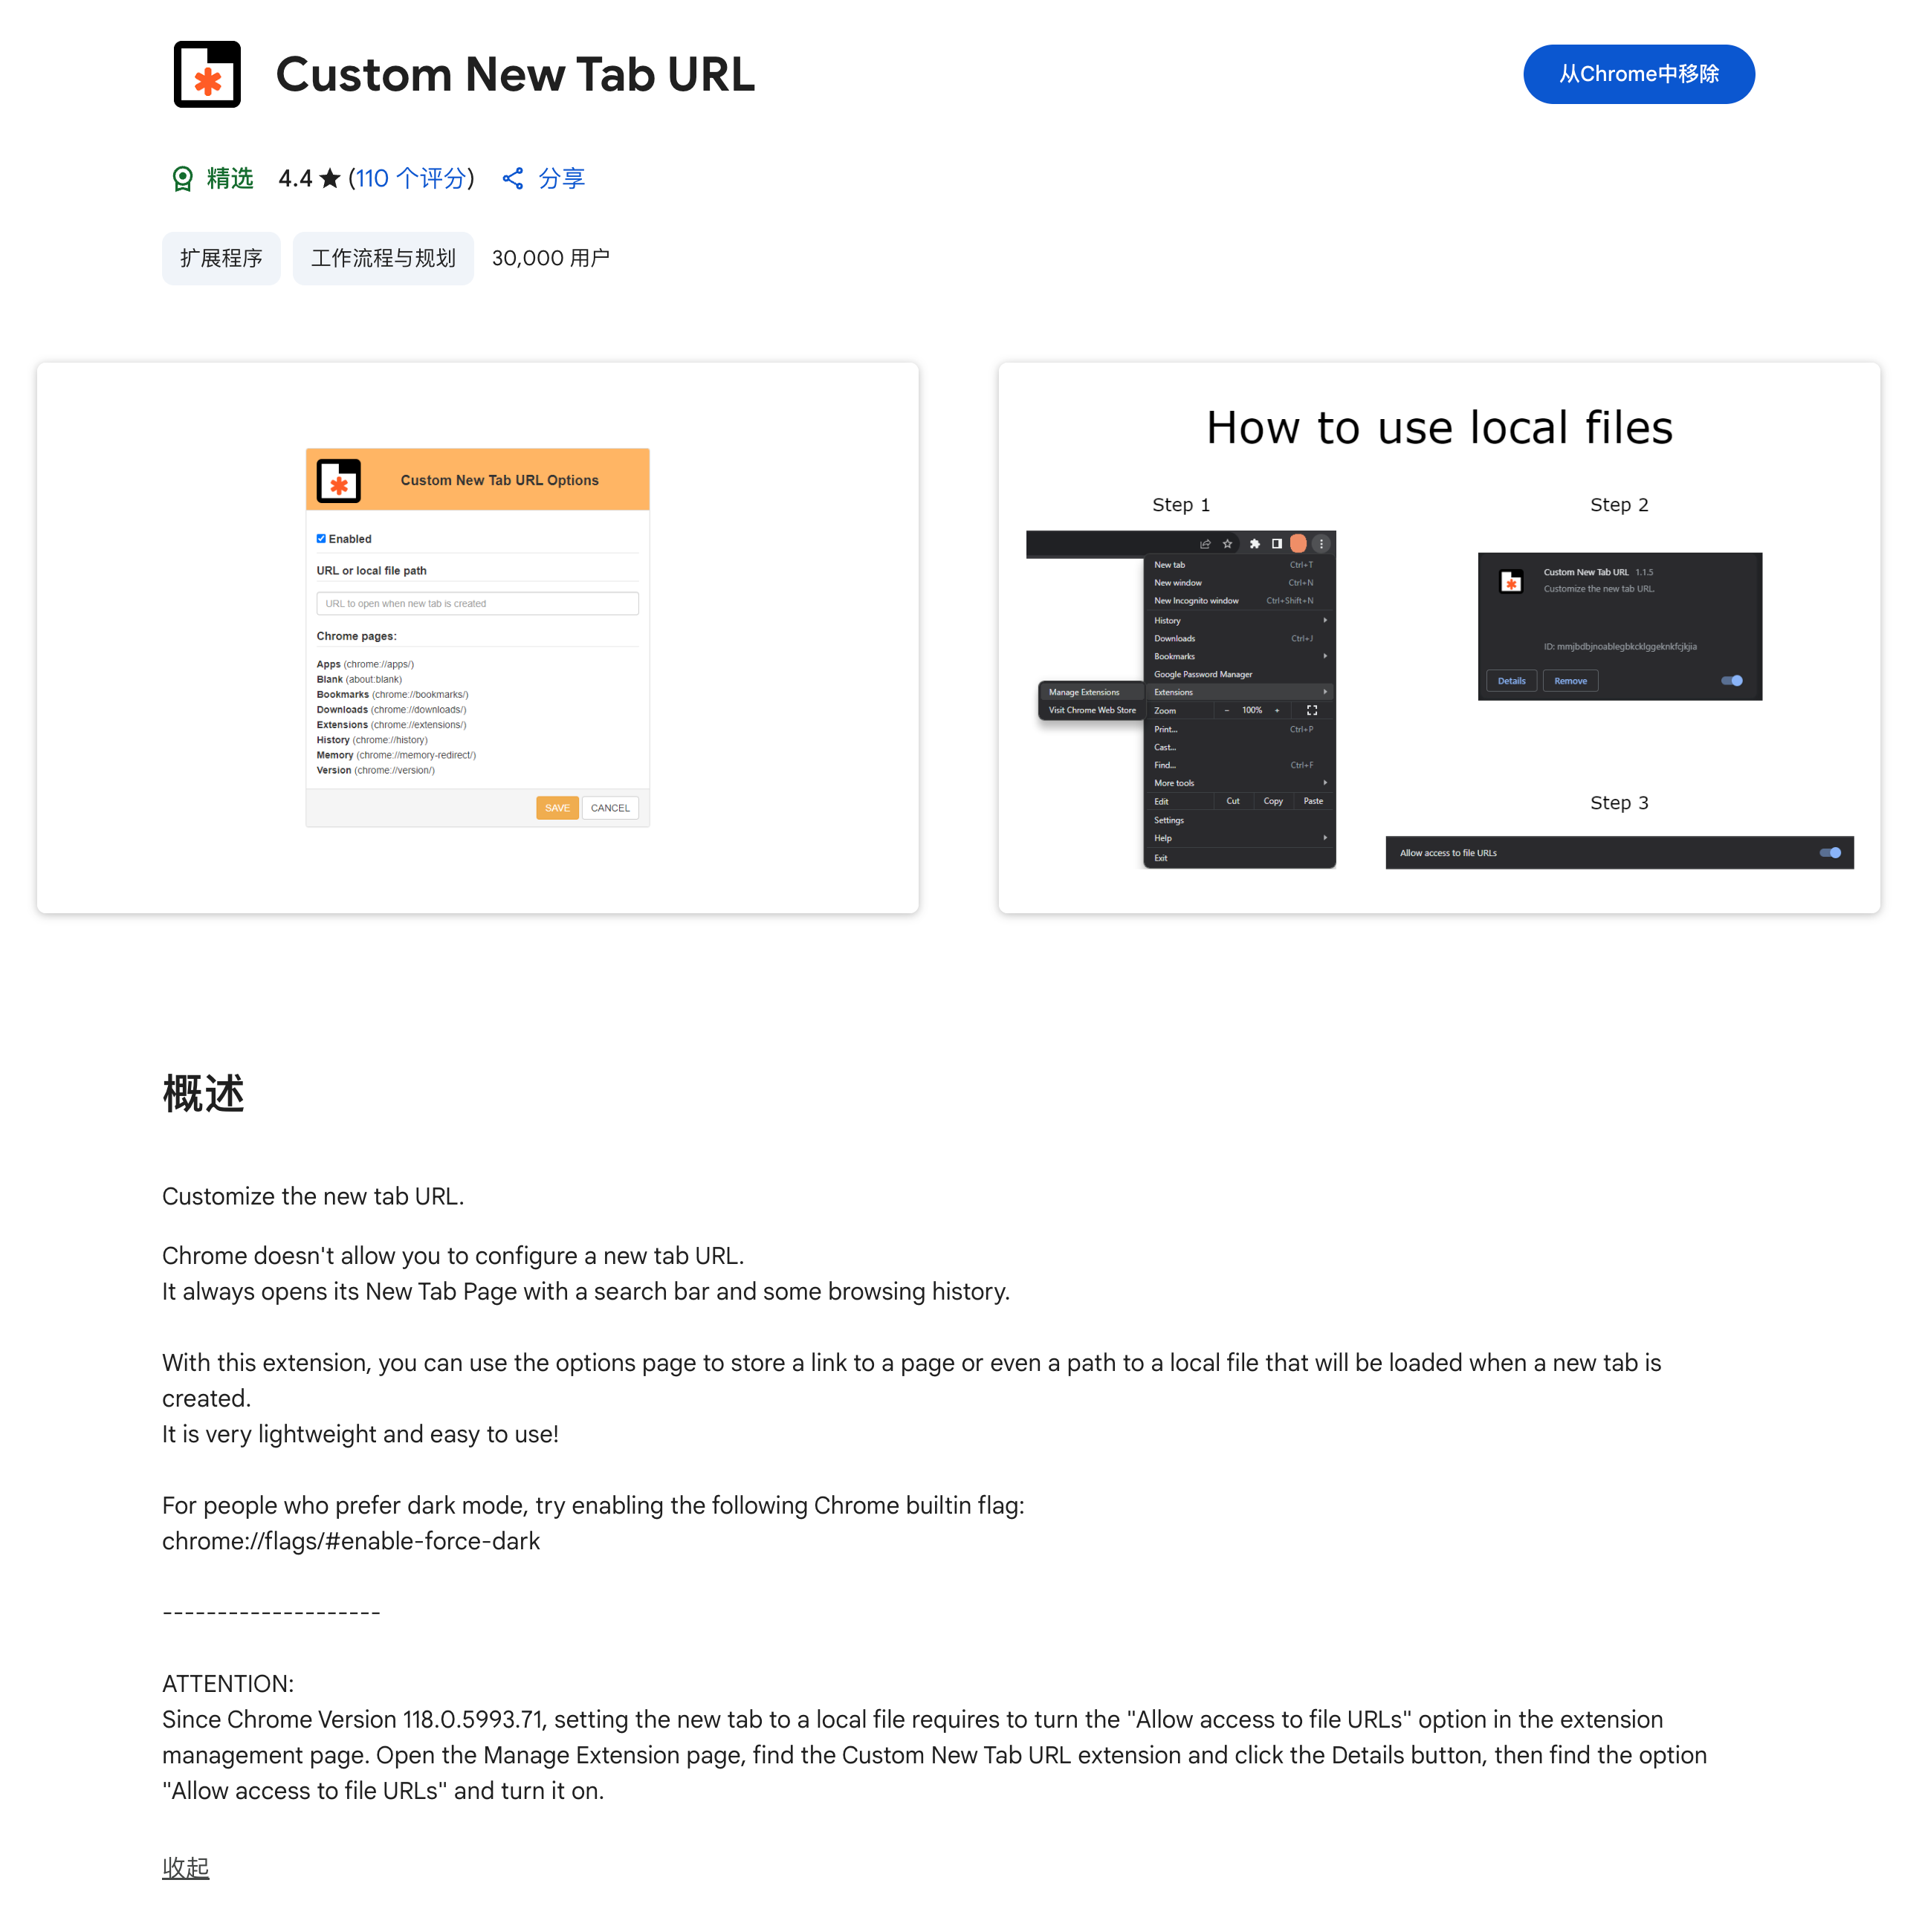 Custom New Tab URL
从Chrome中移除
精选 4.4 ★ (110 个评分) 分享
扩展程序 工作流程与规划 30,000 用户
Custom New Tab URL Options
Enabled
URL or local file path
URL to open when new tab is created
Chrome pages:
Apps (chrome://apps/)
Blank (about:blank)
Bookmarks (chrome://bookmarks/)
Downloads (chrome://downloads/)
Extensions (chrome://extensions/)
History (chrome://history)
Memory (chrome://memory-redirect/)
Version (chrome://version/)
SAVE CANCEL
How to use local files
Step 1
New tab Ctrl+T
New window Ctrl+N
New Incognito window Ctrl+Shift+N
History
Downloads Ctrl+J
Bookmarks
Google Password Manager
Extensions
Manage Extensions
Visit Chrome Web Store
Zoom - 100% +
Print... Ctrl+P
Cast...
Find... Ctrl+F
More tools
Edit Cut Copy Paste
Settings
Help
Exit
Step 2
Custom New Tab URL 1.1.5
Customize the new tab URL.
ID: mmjbdbjnoablegbkcklggeknkfcjkjia
Details Remove
Step 3
Allow access to file URLs
概述
Customize the new tab URL.
Chrome doesn't allow you to configure a new tab URL.
It always opens its New Tab Page with a search bar and some browsing history.
With this extension, you can use the options page to store a link to a page or even a path to a local file that will be loaded when a new tab is
created.
It is very lightweight and easy to use!
For people who prefer dark mode, try enabling the following Chrome builtin flag:
chrome://flags/#enable-force-dark
--------------------
ATTENTION:
Since Chrome Version 118.0.5993.71, setting the new tab to a local file requires to turn the "Allow access to file URLs" option in the extension
management page. Open the Manage Extension page, find the Custom New Tab URL extension and click the Details button, then find the option
"Allow access to file URLs" and turn it on.
收起